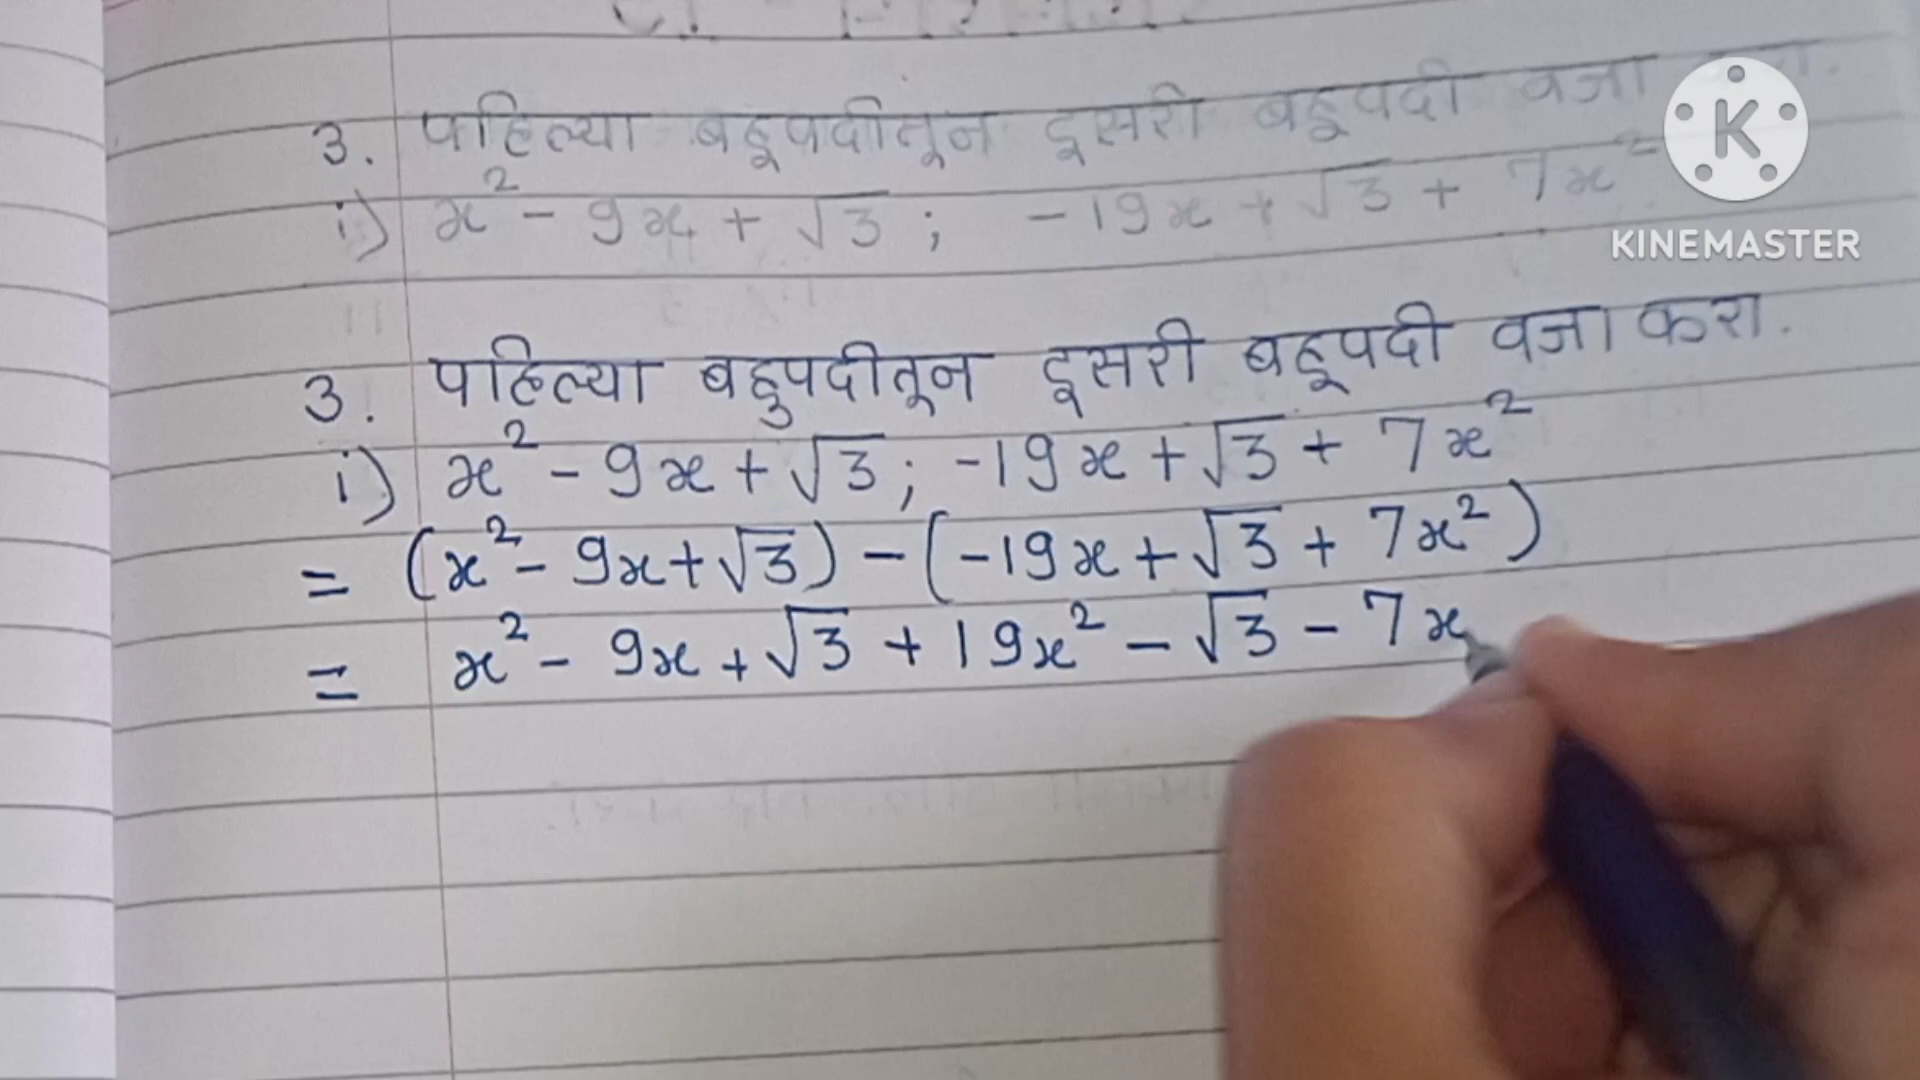 3. पहिल्या बहूपदीतून दूसरी बहूपदी वजा
i) x² - 9x + √3 ; -19x + √3 + 7x²
KINEMASTER
3. पहिल्या बहुपदीतून दूसरी बहूपदी वजा करा.
i) x² - 9x + √3 ; -19x + √3 + 7x²
= (x² - 9x + √3) - (-19x + √3 + 7x²)
= x² - 9x + √3 + 19x² - √3 - 7x